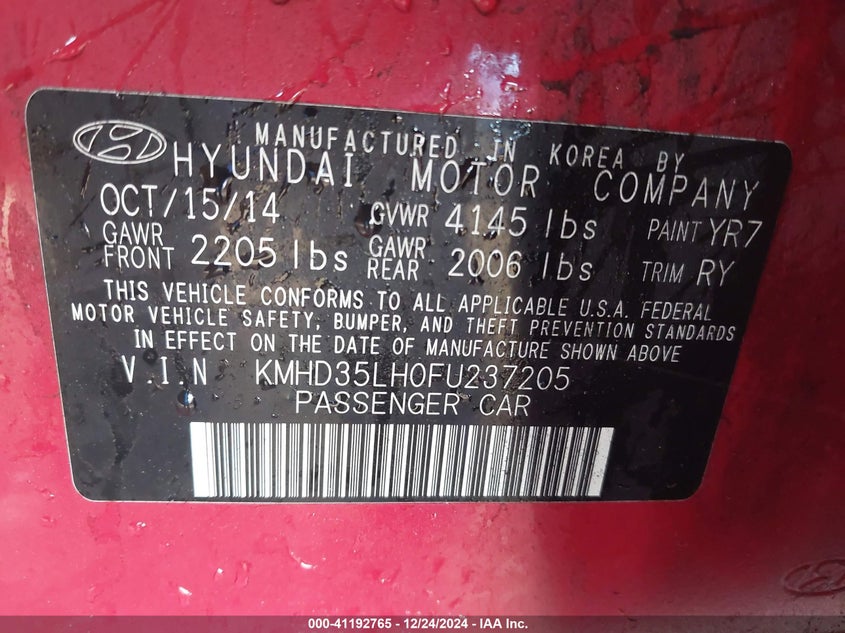 MANUFACTURED IN KOREA BY
HYUNDAI MOTOR COMPANY
OCT/15/14 GVWR 4145 lbs PAINT YR7
GAWR FRONT 2205 lbs GAWR REAR 2006 lbs TRIM RY
THIS VEHICLE CONFORMS TO ALL APPLICABLE U.S.A. FEDERAL
MOTOR VEHICLE SAFETY, BUMPER, AND THEFT PREVENTION STANDARDS
IN EFFECT ON THE DATE OF MANUFACTURE SHOWN ABOVE
V.I.N KMHD35LH0FU237205
PASSENGER CAR
000-41192765 - 12/24/2024 - IAA Inc.